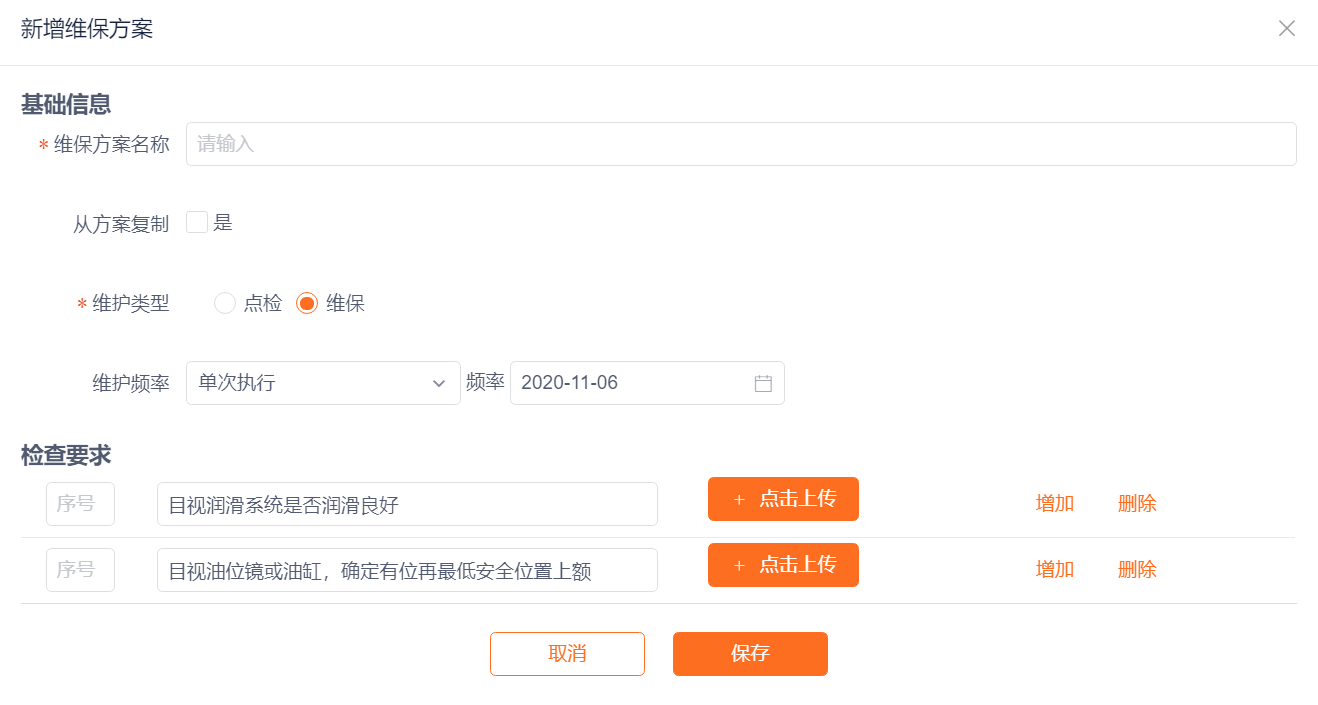 新增维保方案
基础信息
* 维保方案名称 请输入
从方案复制 是
* 维护类型 点检 维保
维护频率 单次执行 频率 2020-11-06
检查要求
序号 目视润滑系统是否润滑良好 + 点击上传 增加 删除
序号 目视油位镜或油缸，确定有位再最低安全位置上额 + 点击上传 增加 删除
取消 保存